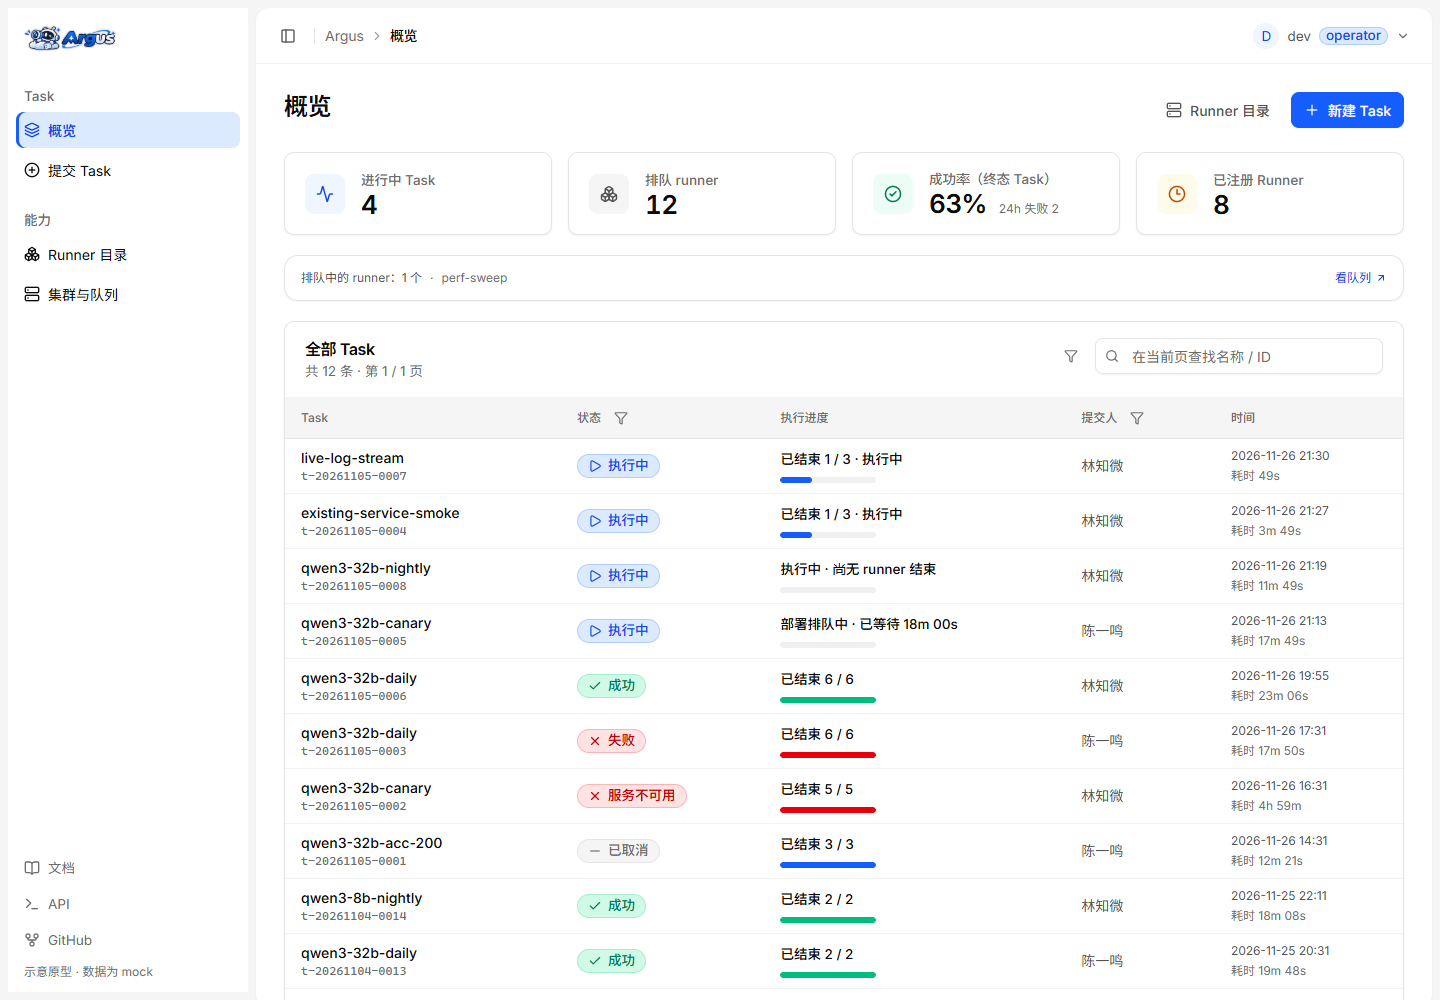 Argus
Task
概览
提交 Task
能力
Runner 目录
集群与队列
文档
API
GitHub
示意原型 · 数据为 mock
Argus
概览
D
dev
operator
概览
Runner 目录
新建 Task
进行中 Task
4
排队 runner
12
成功率（终态 Task）
63%
24h 失败 2
已注册 Runner
8
排队中的 runner：1 个 · perf-sweep
看队列
全部 Task
共 12 条 · 第 1 / 1 页
在当前页查找名称 / ID
Task
状态
执行进度
提交人
时间
live-log-stream
t-20261105-0007
执行中
已结束 1 / 3 · 执行中
林知微
2026-11-26 21:30
耗时 49s
existing-service-smoke
t-20261105-0004
执行中
已结束 1 / 3 · 执行中
林知微
2026-11-26 21:27
耗时 3m 49s
qwen3-32b-nightly
t-20261105-0008
执行中
执行中 · 尚无 runner 结束
林知微
2026-11-26 21:19
耗时 11m 49s
qwen3-32b-canary
t-20261105-0005
执行中
部署排队中 · 已等待 18m 00s
陈一鸣
2026-11-26 21:13
耗时 17m 49s
qwen3-32b-daily
t-20261105-0006
成功
已结束 6 / 6
林知微
2026-11-26 19:55
耗时 23m 06s
qwen3-32b-daily
t-20261105-0003
失败
已结束 6 / 6
陈一鸣
2026-11-26 17:31
耗时 17m 50s
qwen3-32b-canary
t-20261105-0002
服务不可用
已结束 5 / 5
林知微
2026-11-26 16:31
耗时 4h 59m
qwen3-32b-acc-200
t-20261105-0001
已取消
已结束 3 / 3
陈一鸣
2026-11-26 14:31
耗时 12m 21s
qwen3-8b-nightly
t-20261104-0014
成功
已结束 2 / 2
林知微
2026-11-25 22:11
耗时 18m 08s
qwen3-32b-daily
t-20261104-0013
成功
已结束 2 / 2
陈一鸣
2026-11-25 20:31
耗时 19m 48s